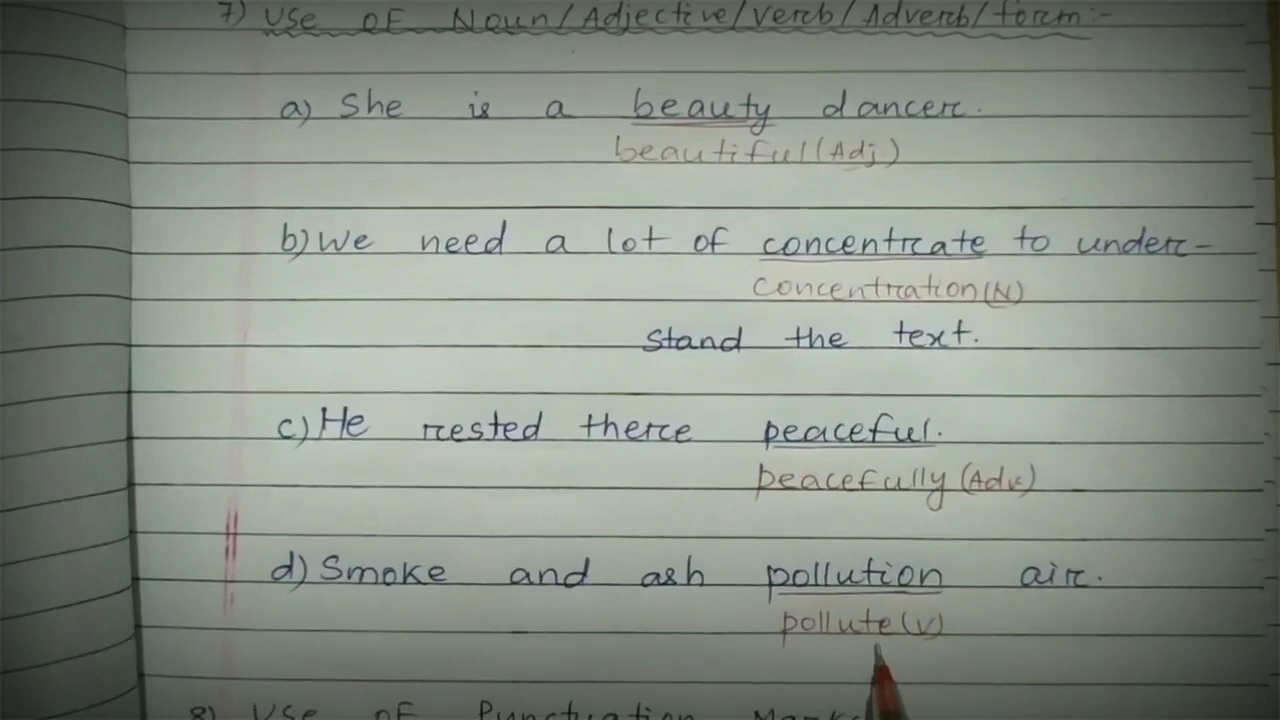 7) Use of Noun/Adjective/Verb/Adverb/form:-
a) She is a beauty dancer.
beautiful (Adj)
b) We need a lot of concentrate to under-
concentration (N)
stand the text.
c) He rested there peaceful.
peacefully (Adv)
d) Smoke and ash pollution air.
pollute (V)
8) Use of Punctuation Marks